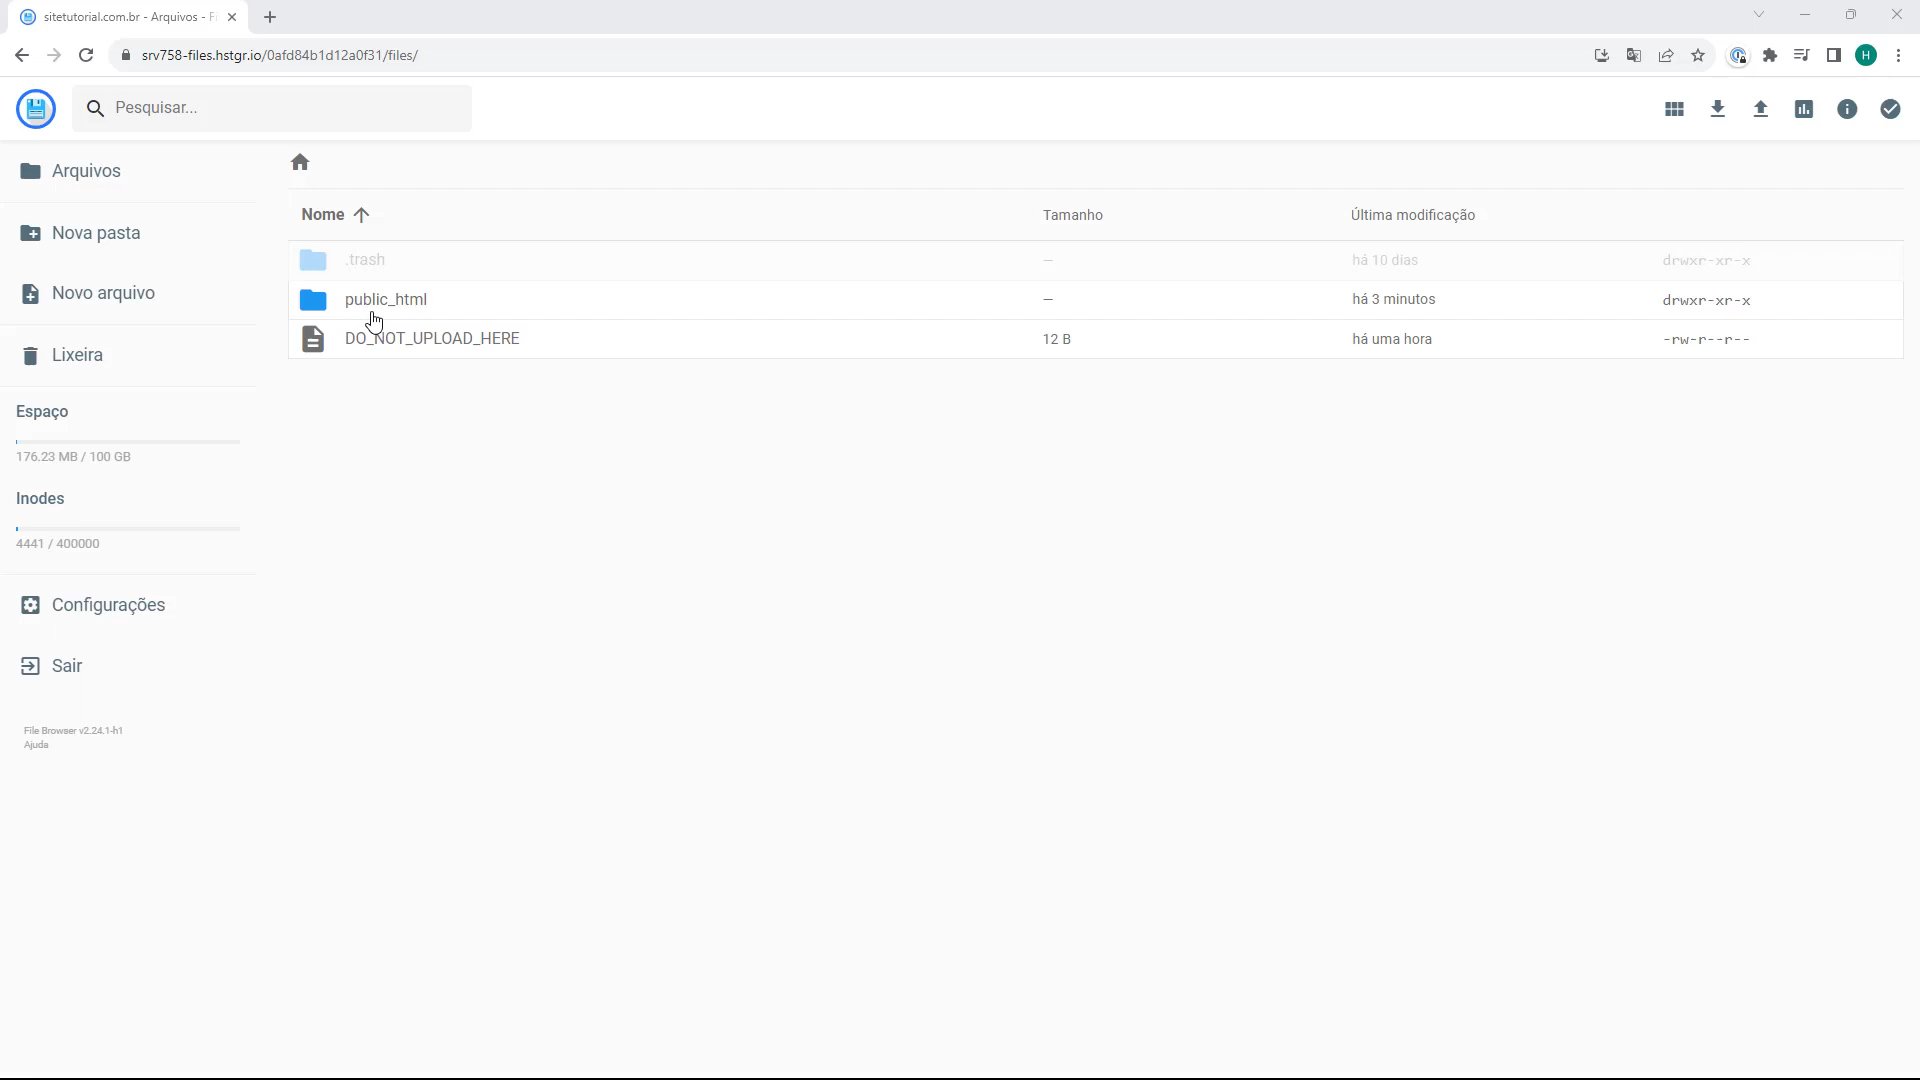 sitetutorial.com.br - Arquivos - Fi
srv758-files.hstgr.io/0afd84b1d12a0f31/files/
H
Pesquisar...
Arquivos
Nova pasta
Novo arquivo
Lixeira
Espaço
176.23 MB / 100 GB
Inodes
4441 / 400000
Configurações
Sair
File Browser v2.24.1-h1
Ajuda
Nome Tamanho Última modificação
.trash — há 10 dias drwxr-xr-x
public_html — há 3 minutos drwxr-xr-x
DO_NOT_UPLOAD_HERE 12 B há uma hora -rw-r--r--